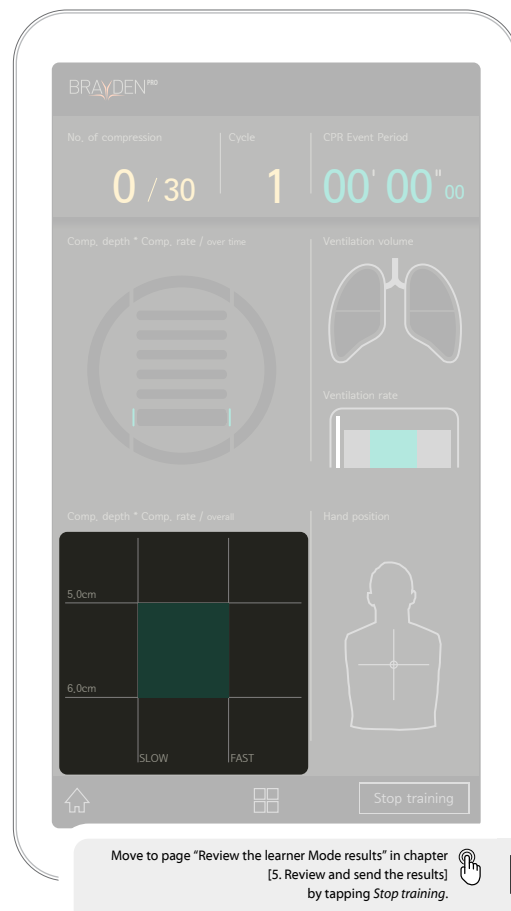 BRAYDEN PRO
No. of compression
Cycle
CPR Event Period
0 / 30
1
00' 00" 00
Comp. depth * Comp. rate / over time
Ventilation volume
Ventilation rate
Comp. depth * Comp. rate / overall
Hand position
5.0cm
6.0cm
SLOW
FAST
Stop training
Move to page “Review the learner Mode results” in chapter
[5. Review and send the results]
by tapping Stop training.